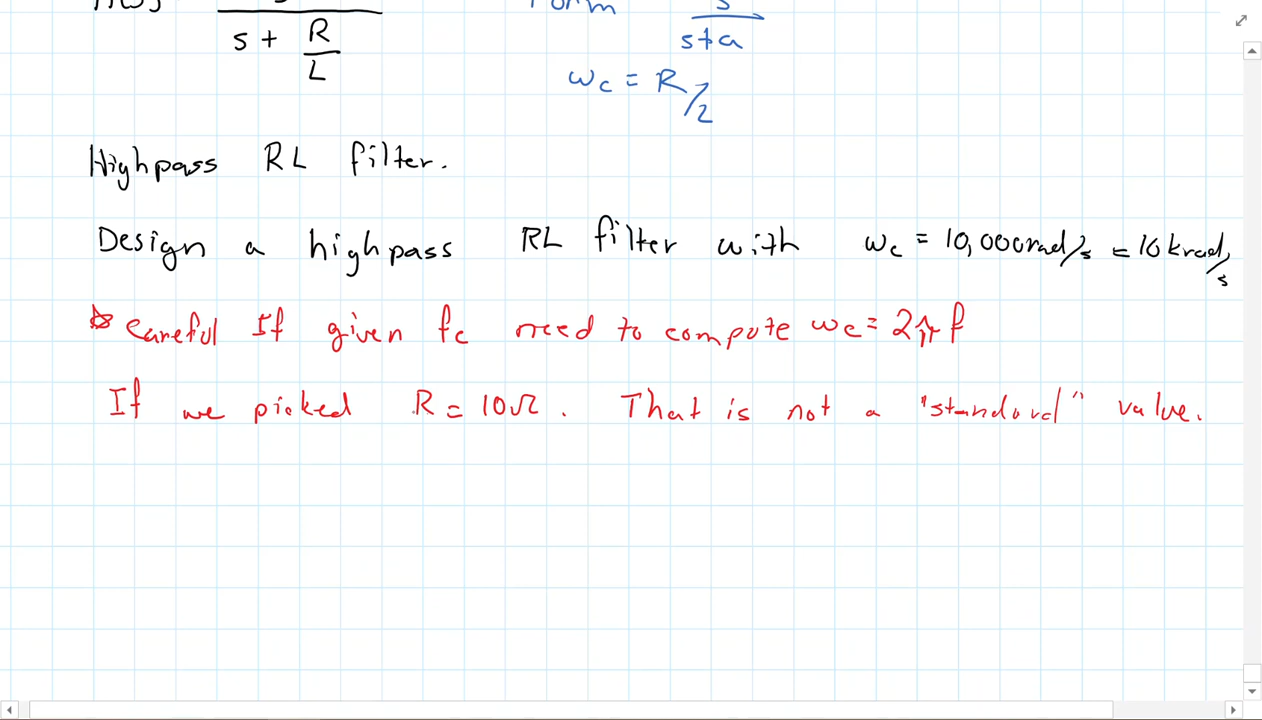 s
s + R/L
Form s/s+a
ωc = R/2
Highpass RL filter.
Design a highpass RL filter with ωc = 10,000rad/s = 10krad/s
☆ Careful If given fc need to compute ωc = 2πf
If we picked R = 10Ω. That is not a "standard" value.